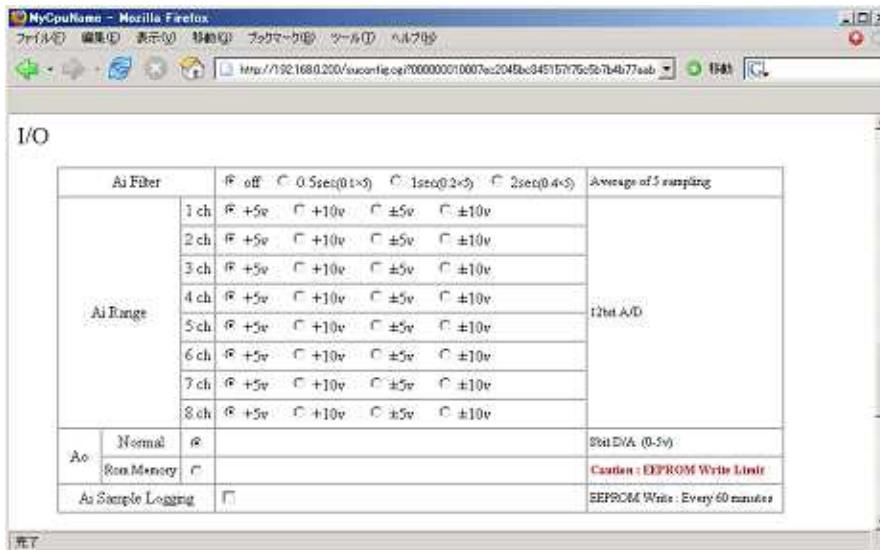 MyCpuName - Mozilla Firefox
ファイル(F) 編集(E) 表示(V) 移動(G) ブックマーク(B) ツール(T) ヘルプ(H)
移動
I/O
Ai Filter off 0.5sec(0.1×5) 1sec(0.2×5) 2sec(0.4×5) Average of 5 sampling
Ai Range
1 ch +5v +10v ±5v ±10v
2 ch +5v +10v ±5v ±10v
3 ch +5v +10v ±5v ±10v
4 ch +5v +10v ±5v ±10v
5 ch +5v +10v ±5v ±10v
6 ch +5v +10v ±5v ±10v
7 ch +5v +10v ±5v ±10v
8 ch +5v +10v ±5v ±10v
12bit A/D
Ao
Normal 8bit D/A (0-5v)
Rom Memory Caution : EEPROM Write Limit
Ai Sample Logging EEPROM Write : Every 60 minutes
完了